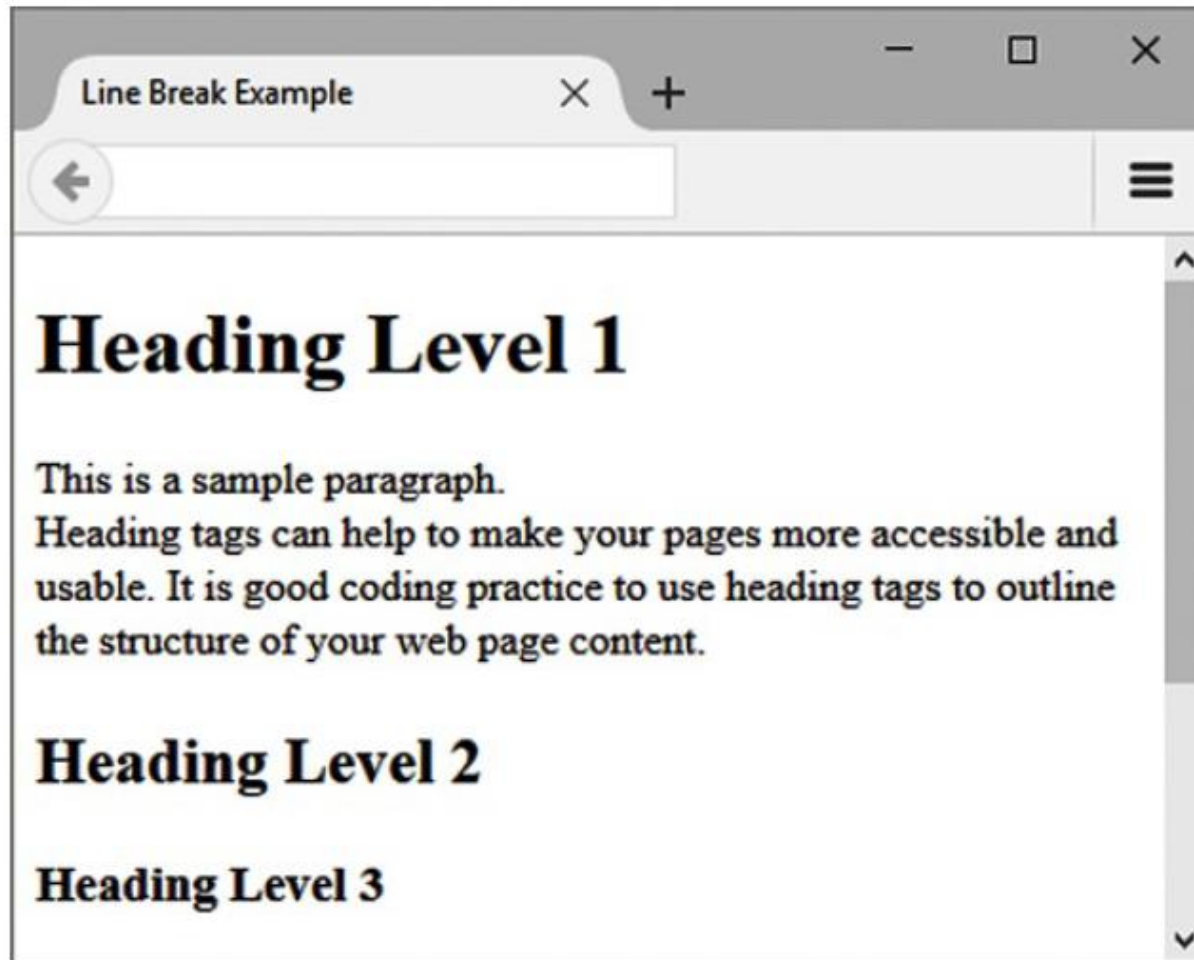 Line Break Example
Heading Level 1
This is a sample paragraph.
Heading tags can help to make your pages more accessible and
usable. It is good coding practice to use heading tags to outline
the structure of your web page content.
Heading Level 2
Heading Level 3